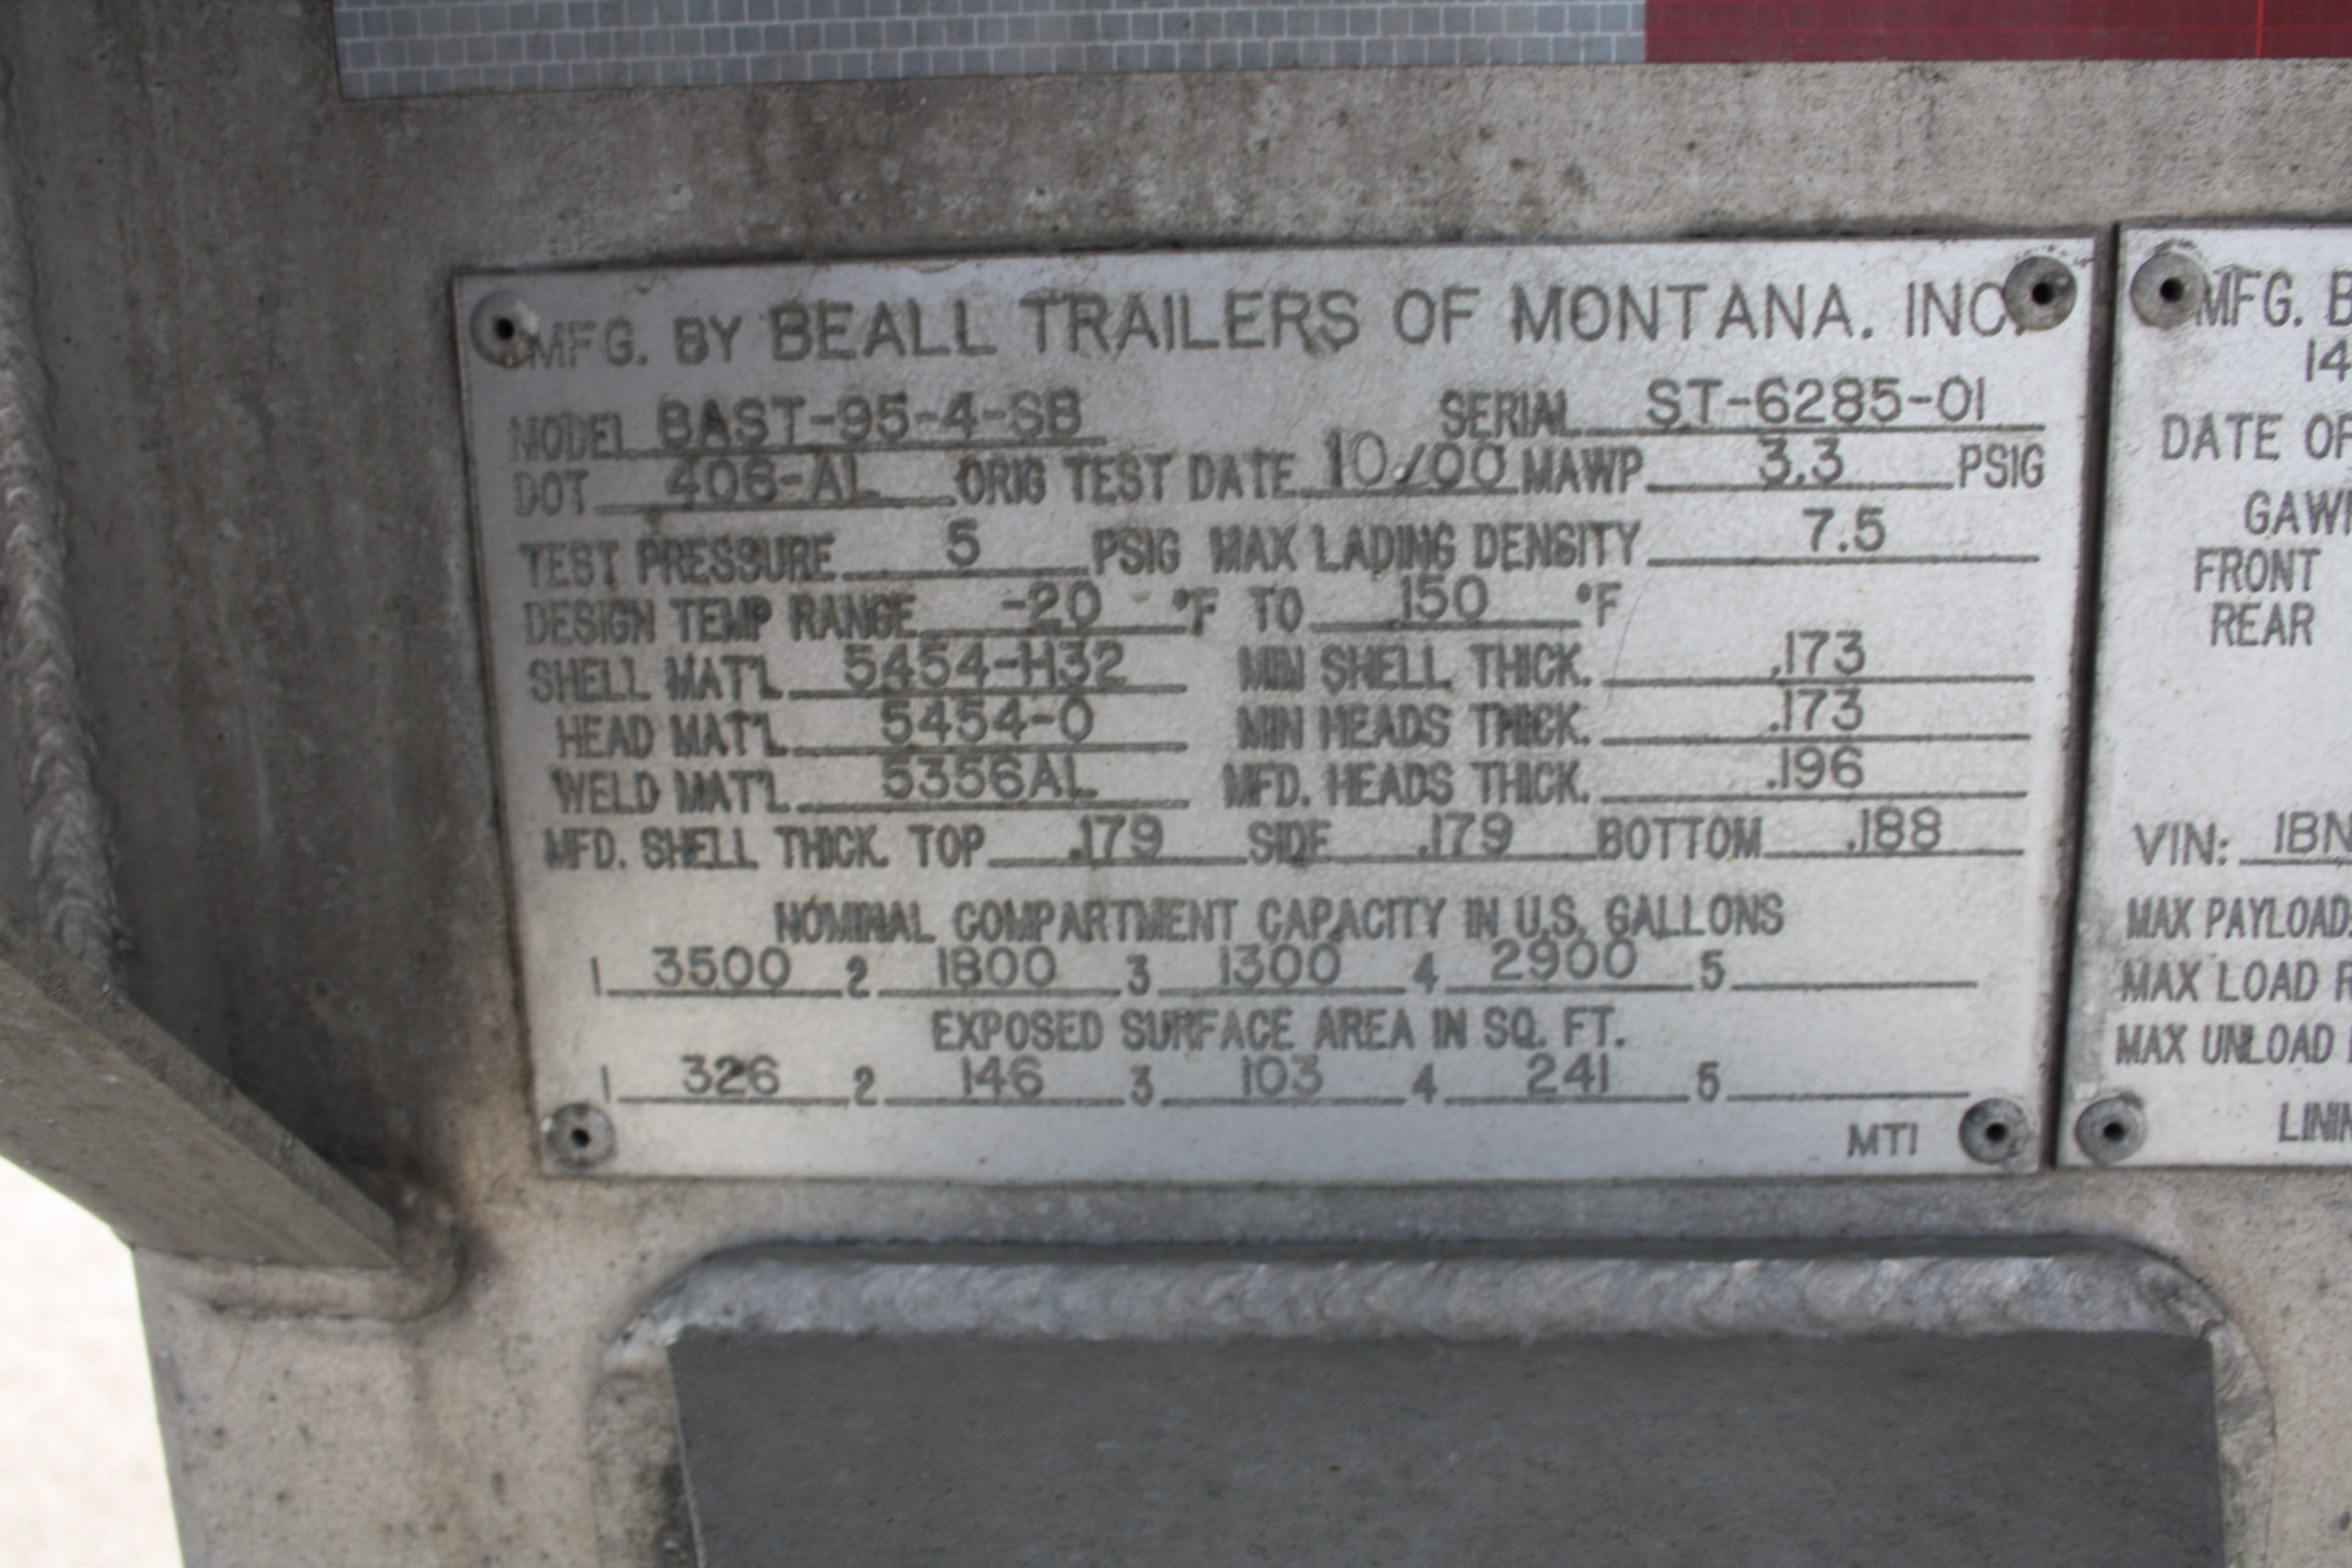 MFG. BY BEALL TRAILERS OF MONTANA. INC.
MODEL BAST-95-4-SB SERIAL ST-6285-01
DOT 406-AL ORIG TEST DATE 10/00 MAWP 3.3 PSIG
TEST PRESSURE 5 PSIG MAX LADING DENSITY 7.5
DESIGN TEMP RANGE -20 °F TO 150 °F
SHELL MAT'L 5454-H32 MIN SHELL THICK. .173
HEAD MAT'L 5454-O MIN HEADS THICK. .173
WELD MAT'L 5356AL MFD. HEADS THICK. .196
MFD. SHELL THICK. TOP .179 SIDE .179 BOTTOM .188
NOMINAL COMPARTMENT CAPACITY IN U.S. GALLONS
1 3500 2 1800 3 1300 4 2900 5
EXPOSED SURFACE AREA IN SQ. FT.
1 326 2 146 3 103 4 241 5
MTI
MFG. B
14
DATE OF
GAW
FRONT
REAR
VIN: 1BN
MAX PAYLOAD
MAX LOAD R
MAX UNLOAD
LININ